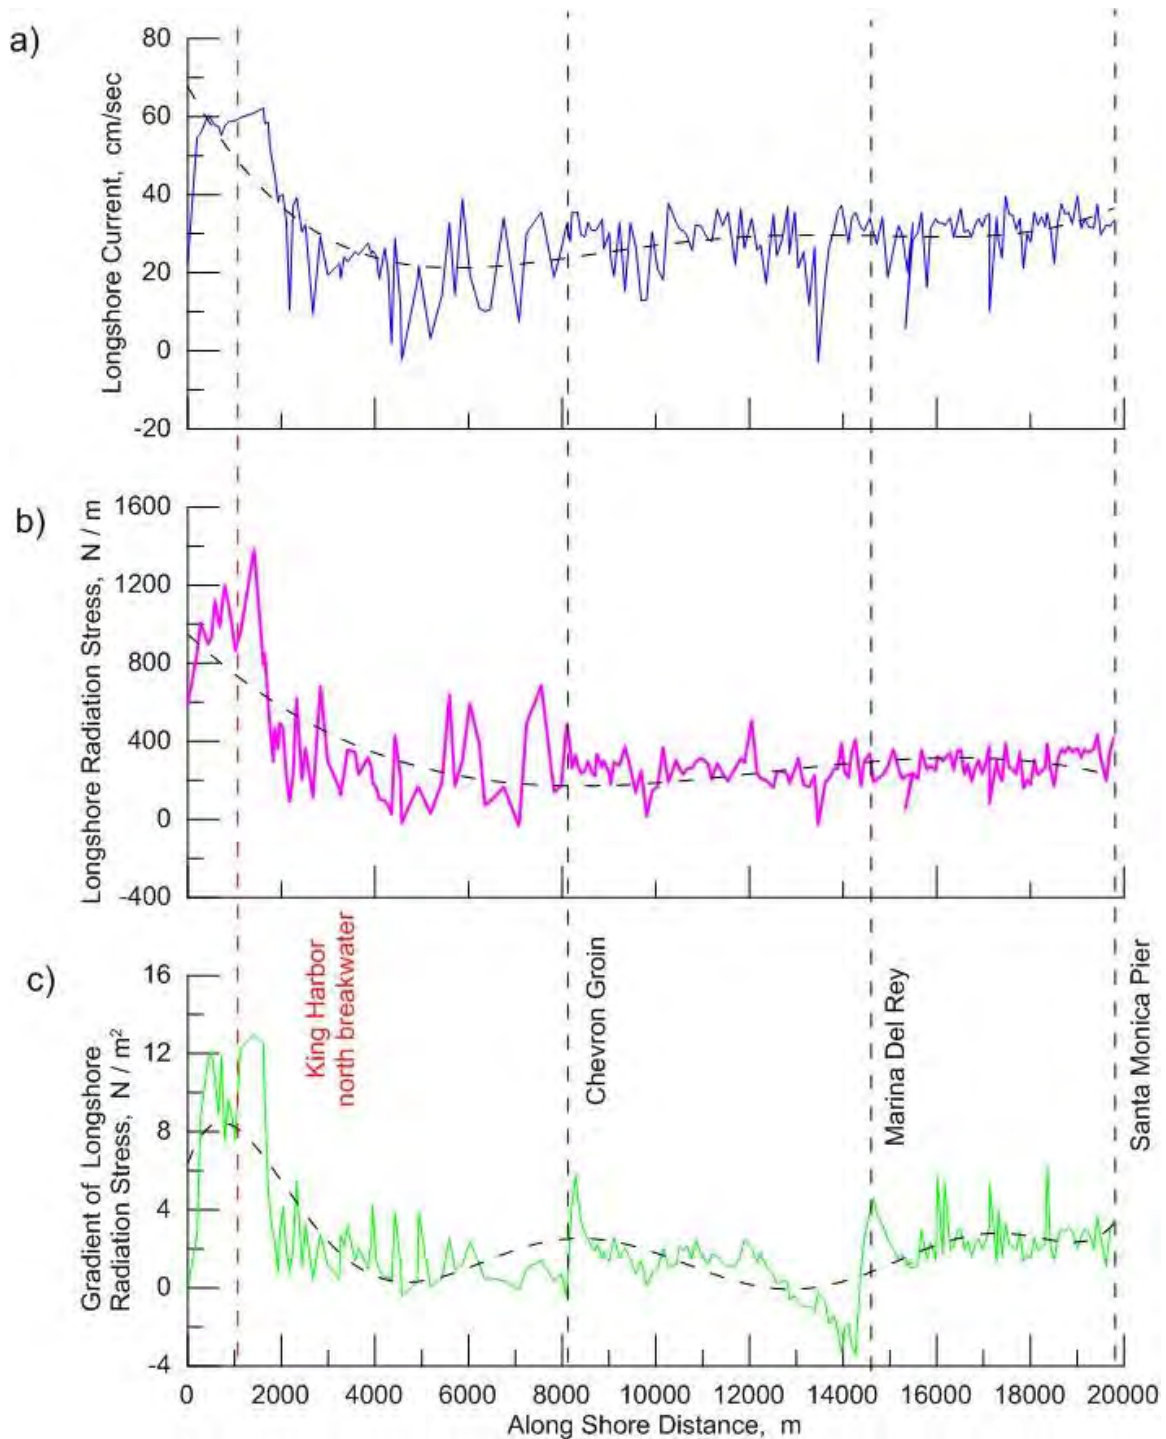 a)
80
60
40
20
0
-20
Longshore Current, cm/sec
b)
1600
1200
800
400
0
-400
Longshore Radiation Stress, N / m
c)
16
12
8
4
0
-4
Gradient of Longshore
Radiation Stress, N / m²
King Harbor
north breakwater
Chevron Groin
Marina Del Rey
Santa Monica Pier
0 2000 4000 6000 8000 10000 12000 14000 16000 18000 20000
Along Shore Distance, m